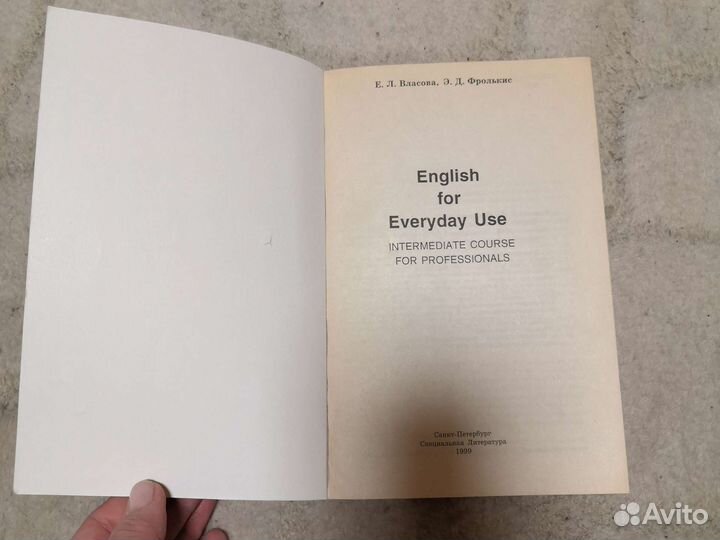 Е. Л. Власова, Э. Д. Фролькис
English
for
Everyday Use
INTERMEDIATE COURSE
FOR PROFESSIONALS
Санкт-Петербург
Специальная Литература
1999
Avito